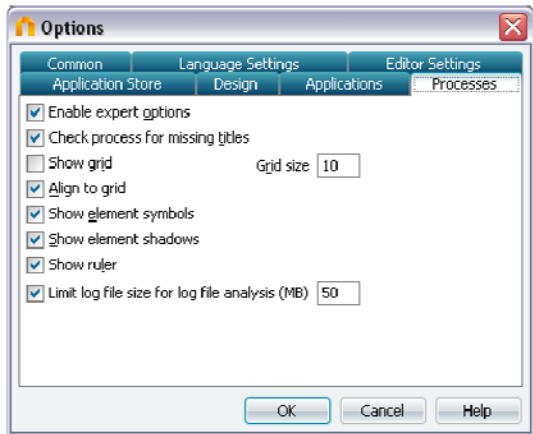 Options
Common Language Settings Editor Settings
Application Store Design Applications Processes
Enable expert options
Check process for missing titles
Show grid Grid size 10
Align to grid
Show element symbols
Show element shadows
Show ruler
Limit log file size for log file analysis (MB) 50
OK Cancel Help